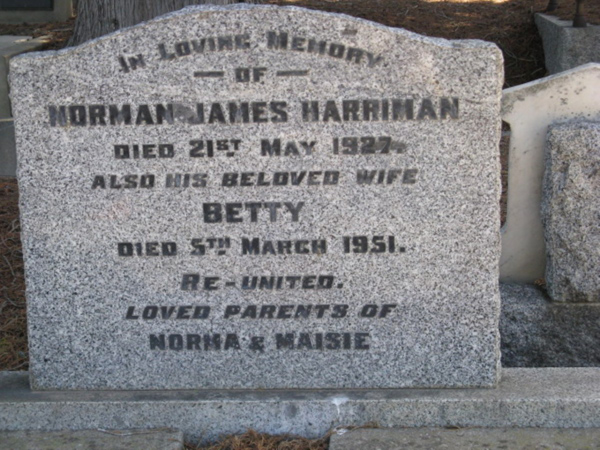 In Loving Memory
— OF —
NORMAN JAMES HARRIMAN
DIED 21ST MAY 1927.
ALSO HIS BELOVED WIFE
BETTY
DIED 5TH MARCH 1951.
RE-UNITED.
LOVED PARENTS OF
NORMA & MAISIE